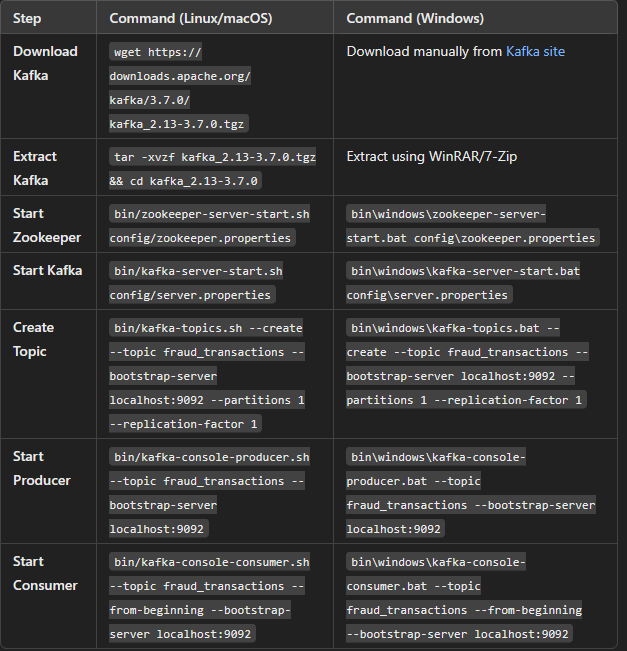 Step
Command (Linux/macOS)
Command (Windows)
Download
Kafka
wget https://
downloads.apache.org/
kafka/3.7.0/
kafka_2.13-3.7.0.tgz
Download manually from Kafka site
Extract
Kafka
tar -xvzf kafka_2.13-3.7.0.tgz
&& cd kafka_2.13-3.7.0
Extract using WinRAR/7-Zip
Start
Zookeeper
bin/zookeeper-server-start.sh
config/zookeeper.properties
bin\windows\zookeeper-server-
start.bat config\zookeeper.properties
Start Kafka
bin/kafka-server-start.sh
config/server.properties
bin\windows\kafka-server-start.bat
config\server.properties
Create
Topic
bin/kafka-topics.sh --create
--topic fraud_transactions --
bootstrap-server
localhost:9092 --partitions 1
--replication-factor 1
bin\windows\kafka-topics.bat --
create --topic fraud_transactions --
bootstrap-server localhost:9092 --
partitions 1 --replication-factor 1
Start
Producer
bin/kafka-console-producer.sh
--topic fraud_transactions --
bootstrap-server
localhost:9092
bin\windows\kafka-console-
producer.bat --topic
fraud_transactions --bootstrap-server
localhost:9092
Start
Consumer
bin/kafka-console-consumer.sh
--topic fraud_transactions --
from-beginning --bootstrap-
server localhost:9092
bin\windows\kafka-console-
consumer.bat --topic
fraud_transactions --from-beginning
--bootstrap-server localhost:9092